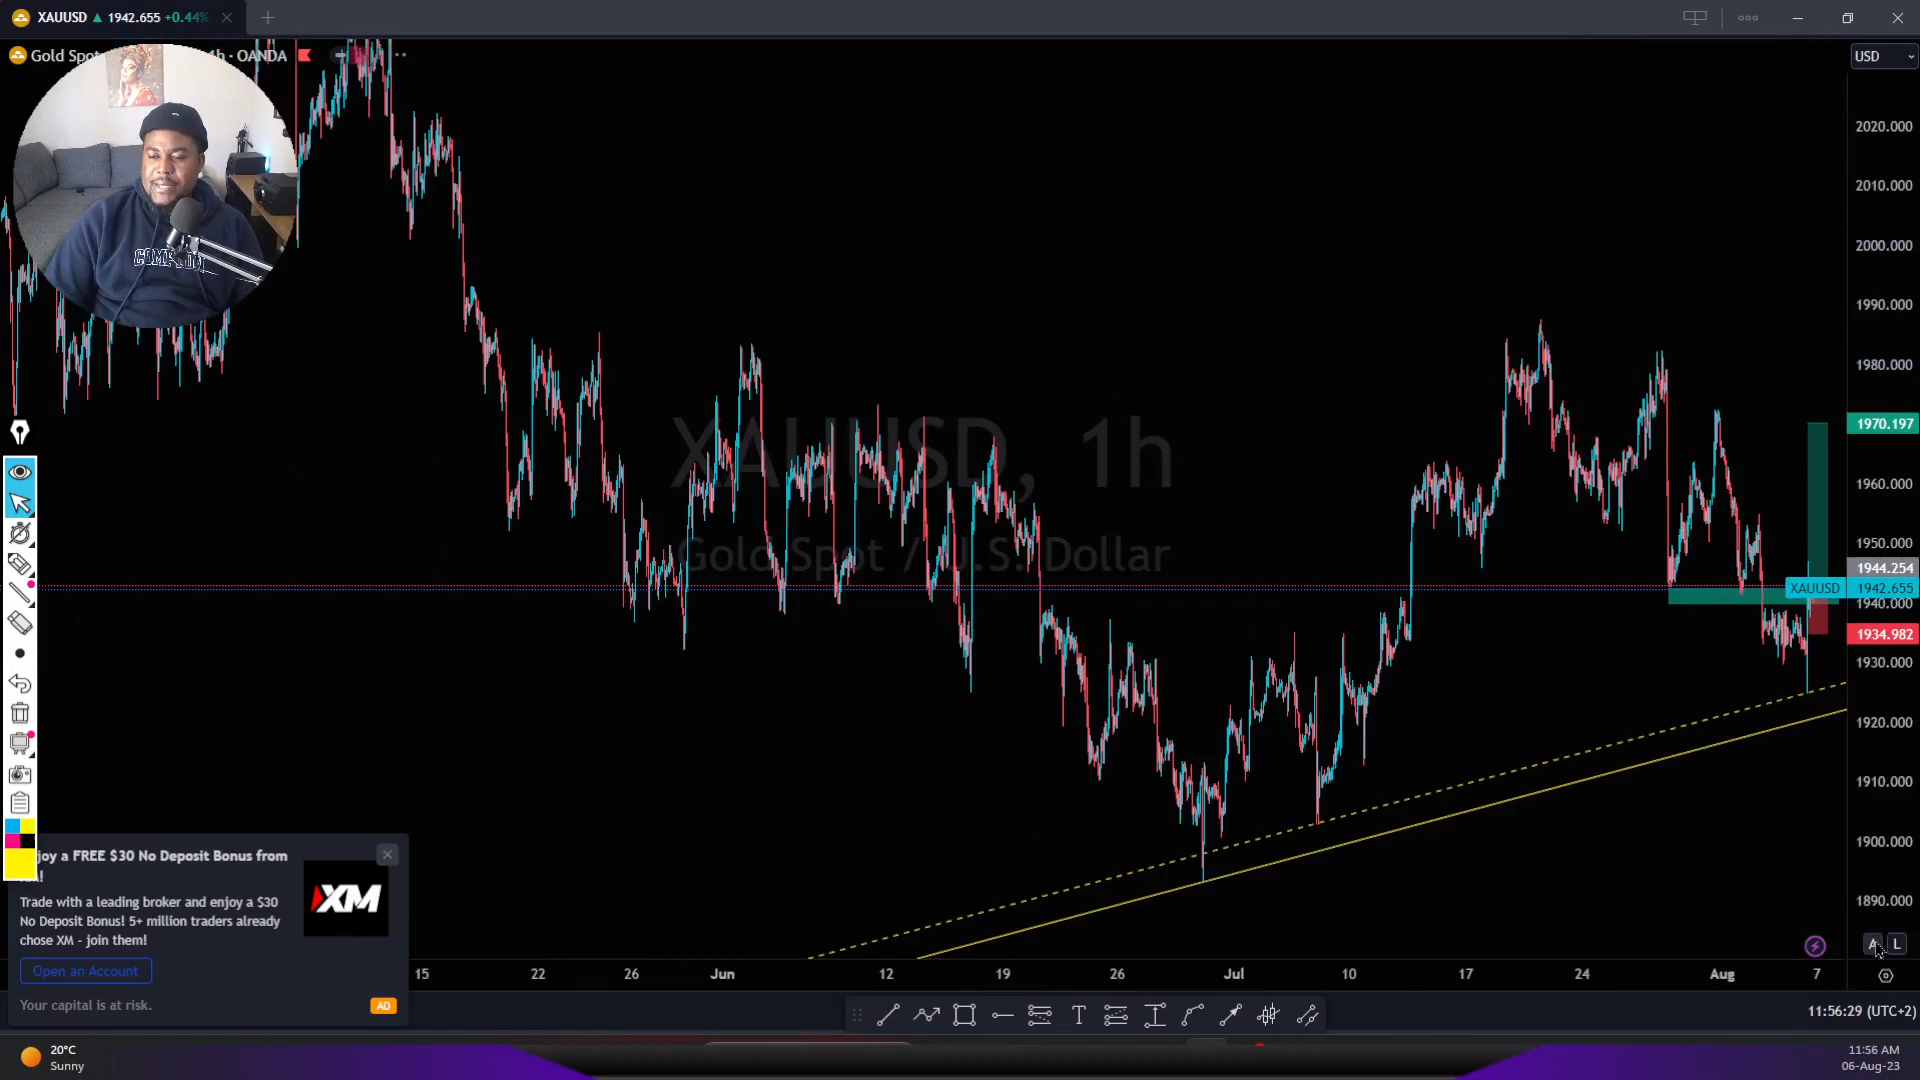 XAUUSD ▲ 1942.655 +0.44%
Gold Spo
1h · OANDA
USD
2020.000
2010.000
2000.000
1990.000
1980.000
1970.197
1960.000
1950.000
1944.254
XAUUSD 1942.655
1940.000
1934.982
1930.000
1920.000
1910.000
1900.000
1890.000
XAUUSD, 1h
Gold Spot / U.S. Dollar
COMPTON
joy a FREE $30 No Deposit Bonus from
Trade with a leading broker and enjoy a $30
No Deposit Bonus! 5+ million traders already
chose XM - join them!
XM
Open an Account
Your capital is at risk.
AD
A L
15 22 26 Jun 12 19 26 Jul 10 17 24 Aug 7
11:56:29 (UTC+2)
20°C
Sunny
11:56 AM
06-Aug-23